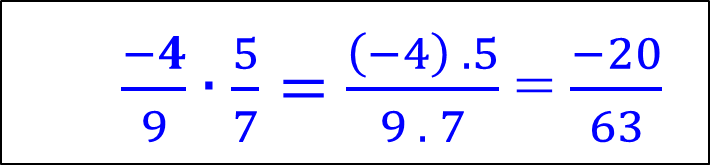 -4/9 · 5/7 = (-4) .5/9 . 7 = -20/63